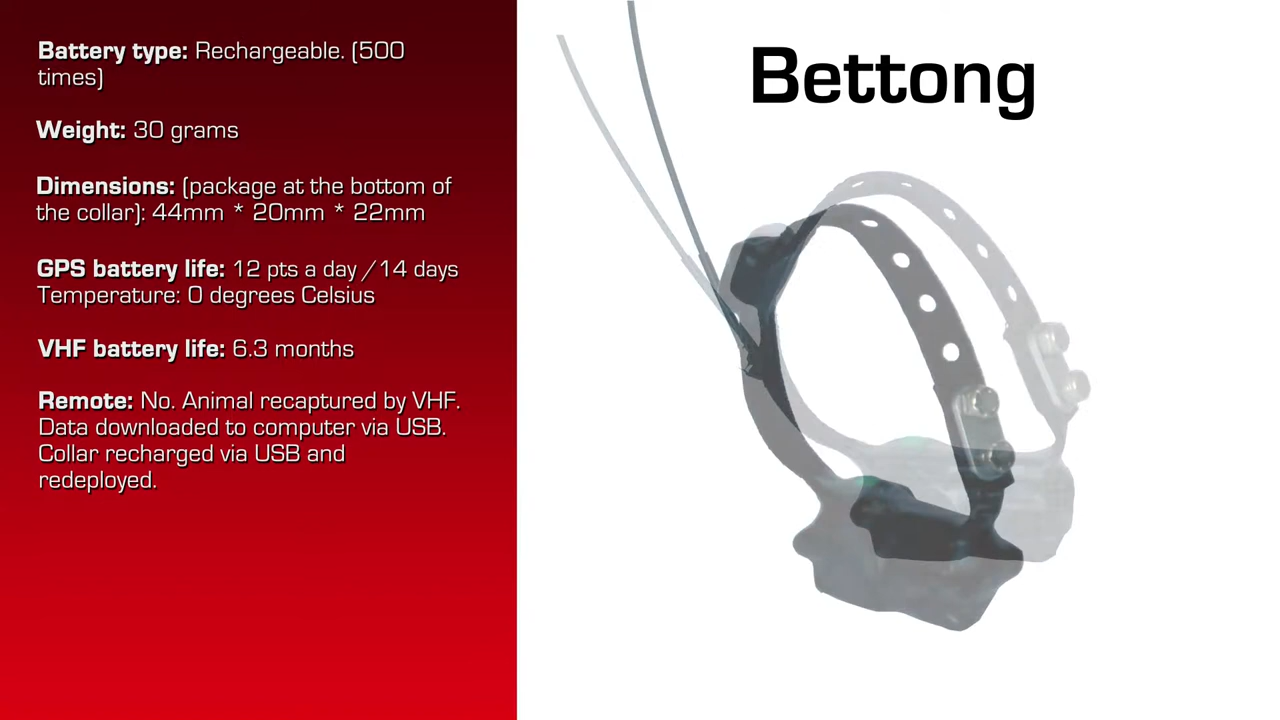 Bettong
Battery type: Rechargeable. (500
times)
Weight: 30 grams
Dimensions: (package at the bottom of
the collar): 44mm * 20mm * 22mm
GPS battery life: 12 pts a day /14 days
Temperature: 0 degrees Celsius
VHF battery life: 6.3 months
Remote: No. Animal recaptured by VHF.
Data downloaded to computer via USB.
Collar recharged via USB and
redeployed.